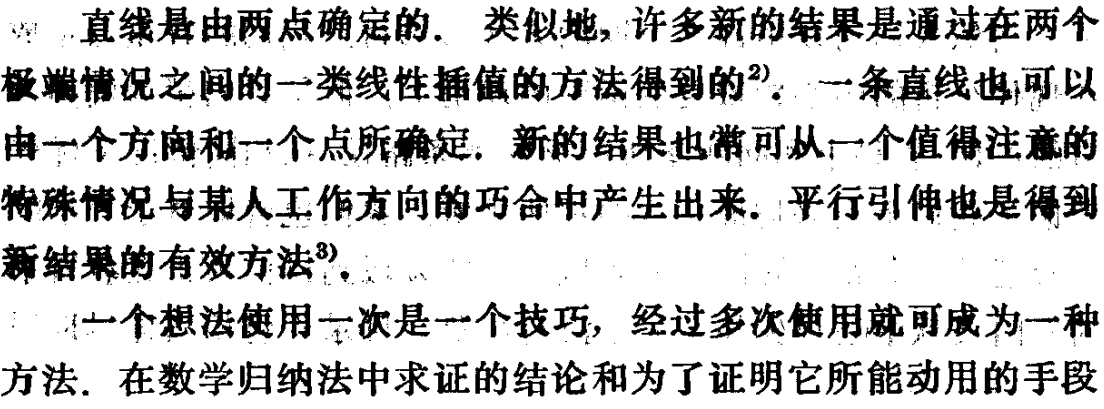 直线是由两点确定的. 类似地, 许多新的结果是通过在两个
极端情况之间的一类线性插值的方法得到的²⁾. 一条直线也可以
由一个方向和一个点所确定. 新的结果也常可从一个值得注意的
特殊情况与某人工作方向的巧合中产生出来. 平行引伸也是得到
新结果的有效方法³⁾.
一个想法使用一次是一个技巧, 经过多次使用就可成为一种
方法. 在数学归纳法中求证的结论和为了证明它所能动用的手段